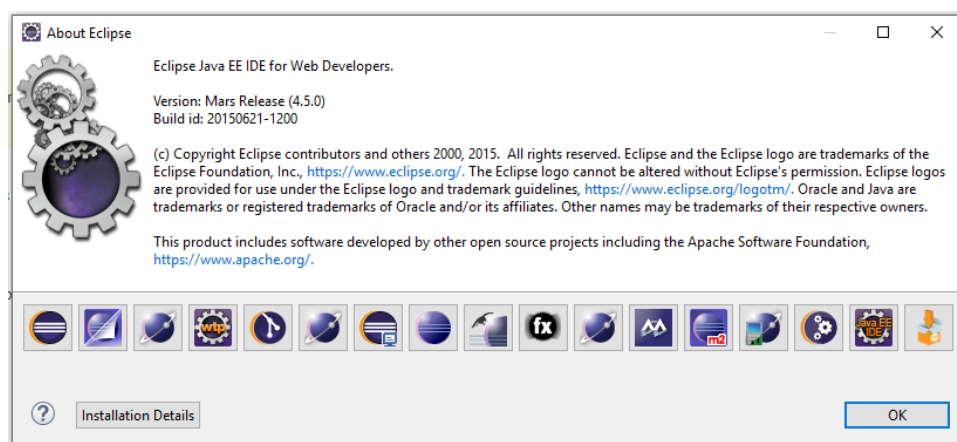 About Eclipse
Eclipse Java EE IDE for Web Developers.
Version: Mars Release (4.5.0)
Build id: 20150621-1200
(c) Copyright Eclipse contributors and others 2000, 2015.  All rights reserved. Eclipse and the Eclipse logo are trademarks of the
Eclipse Foundation, Inc., https://www.eclipse.org/. The Eclipse logo cannot be altered without Eclipse's permission. Eclipse logos
are provided for use under the Eclipse logo and trademark guidelines, https://www.eclipse.org/logotm/. Oracle and Java are
trademarks or registered trademarks of Oracle and/or its affiliates. Other names may be trademarks of their respective owners.
This product includes software developed by other open source projects including the Apache Software Foundation,
https://www.apache.org/.
wtp
fx
m2
Java EE
IDE
?
Installation Details
OK